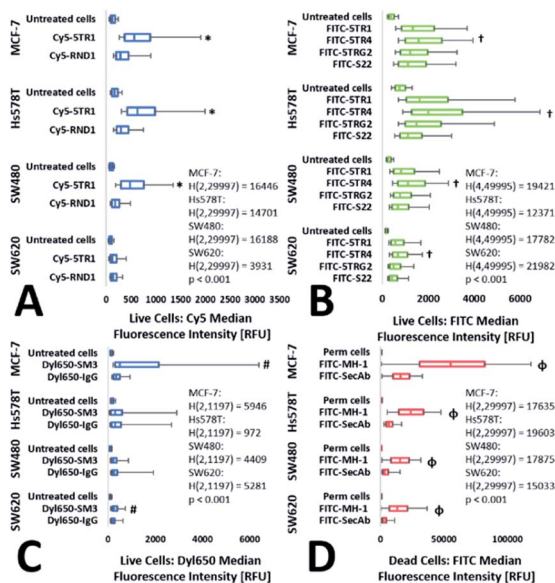 MCF-7
Untreated cells
Cy5-5TR1
*
Cy5-RND1
Hs578T
Untreated cells
Cy5-5TR1
*
Cy5-RND1
SW480
Untreated cells
Cy5-5TR1
*
Cy5-RND1
SW620
Untreated cells
Cy5-5TR1
Cy5-RND1
MCF-7:
H(2,29997) = 16446
Hs578T:
H(2,29997) = 14701
SW480:
H(2,29997) = 16188
SW620:
H(2,29997) = 3931
p < 0.001
A
0 500 1000 1500 2000 2500 3000 3500
Live Cells: Cy5 Median
Fluorescence Intensity [RFU]
MCF-7
Untreated cells
FITC-5TR1
FITC-5TR4
†
FITC-5TRG2
FITC-S22
Hs578T
Untreated cells
FITC-5TR1
FITC-5TR4
†
FITC-5TRG2
FITC-S22
SW480
Untreated cells
FITC-5TR1
FITC-5TR4
†
FITC-5TRG2
FITC-S22
SW620
Untreated cells
FITC-5TR1
FITC-5TR4
†
FITC-5TRG2
FITC-S22
MCF-7:
H(4,49995) = 19421
Hs578T:
H(4,49995) = 12371
SW480:
H(4,49995) = 17782
SW620:
H(4,49995) = 21982
p < 0.001
B
0 2000 4000 6000
Live Cells: FITC Median
Fluorescence Intensity [RFU]
MCF-7
Untreated cells
Dyl650-SM3
#
Dyl650-IgG
Hs578T
Untreated cells
Dyl650-SM3
Dyl650-IgG
SW480
Untreated cells
Dyl650-SM3
Dyl650-IgG
SW620
Untreated cells
Dyl650-SM3
#
Dyl650-IgG
MCF-7:
H(2,1197) = 5946
Hs578T:
H(2,1197) = 972
SW480:
H(2,1197) = 4409
SW620:
H(2,1197) = 5281
p < 0.001
C
0 2000 4000 6000
Live Cells: Dyl650 Median
Fluorescence Intensity [RFU]
MCF-7
Perm cells
FITC-MH-1
ϕ
FITC-SecAb
Hs578T
Perm cells
FITC-MH-1
ϕ
FITC-SecAb
SW480
Perm cells
FITC-MH-1
ϕ
FITC-SecAb
SW620
Perm cells
FITC-MH-1
ϕ
FITC-SecAb
MCF-7:
H(2,29997) = 17635
Hs578T:
H(2,29997) = 19603
SW480:
H(2,29997) = 17875
SW620:
H(2,29997) = 15033
p < 0.001
D
0 50000 100000
Dead Cells: FITC Median
Fluorescence Intensity [RFU]